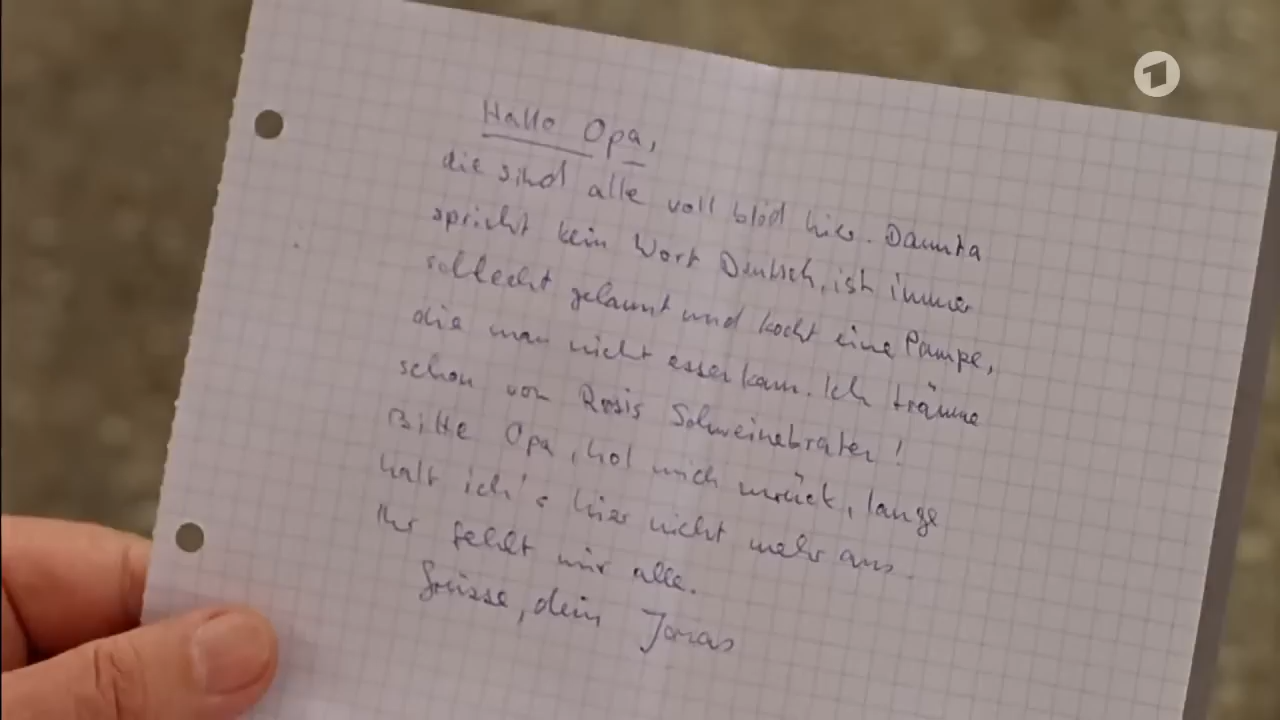 Hallo Opa,
die sind alle voll blöd hier. Danuta
spricht kein Wort Deutsch, ist immer
schlecht gelaunt und kocht eine Pampe,
die man nicht essen kann. Ich träume
schon von Rosis Schweinebraten!
Bitte Opa, hol mich zurück, lange
halt ich's hier nicht mehr aus.
Ihr fehlt mir alle.
Grüsse, dein Jonas
1